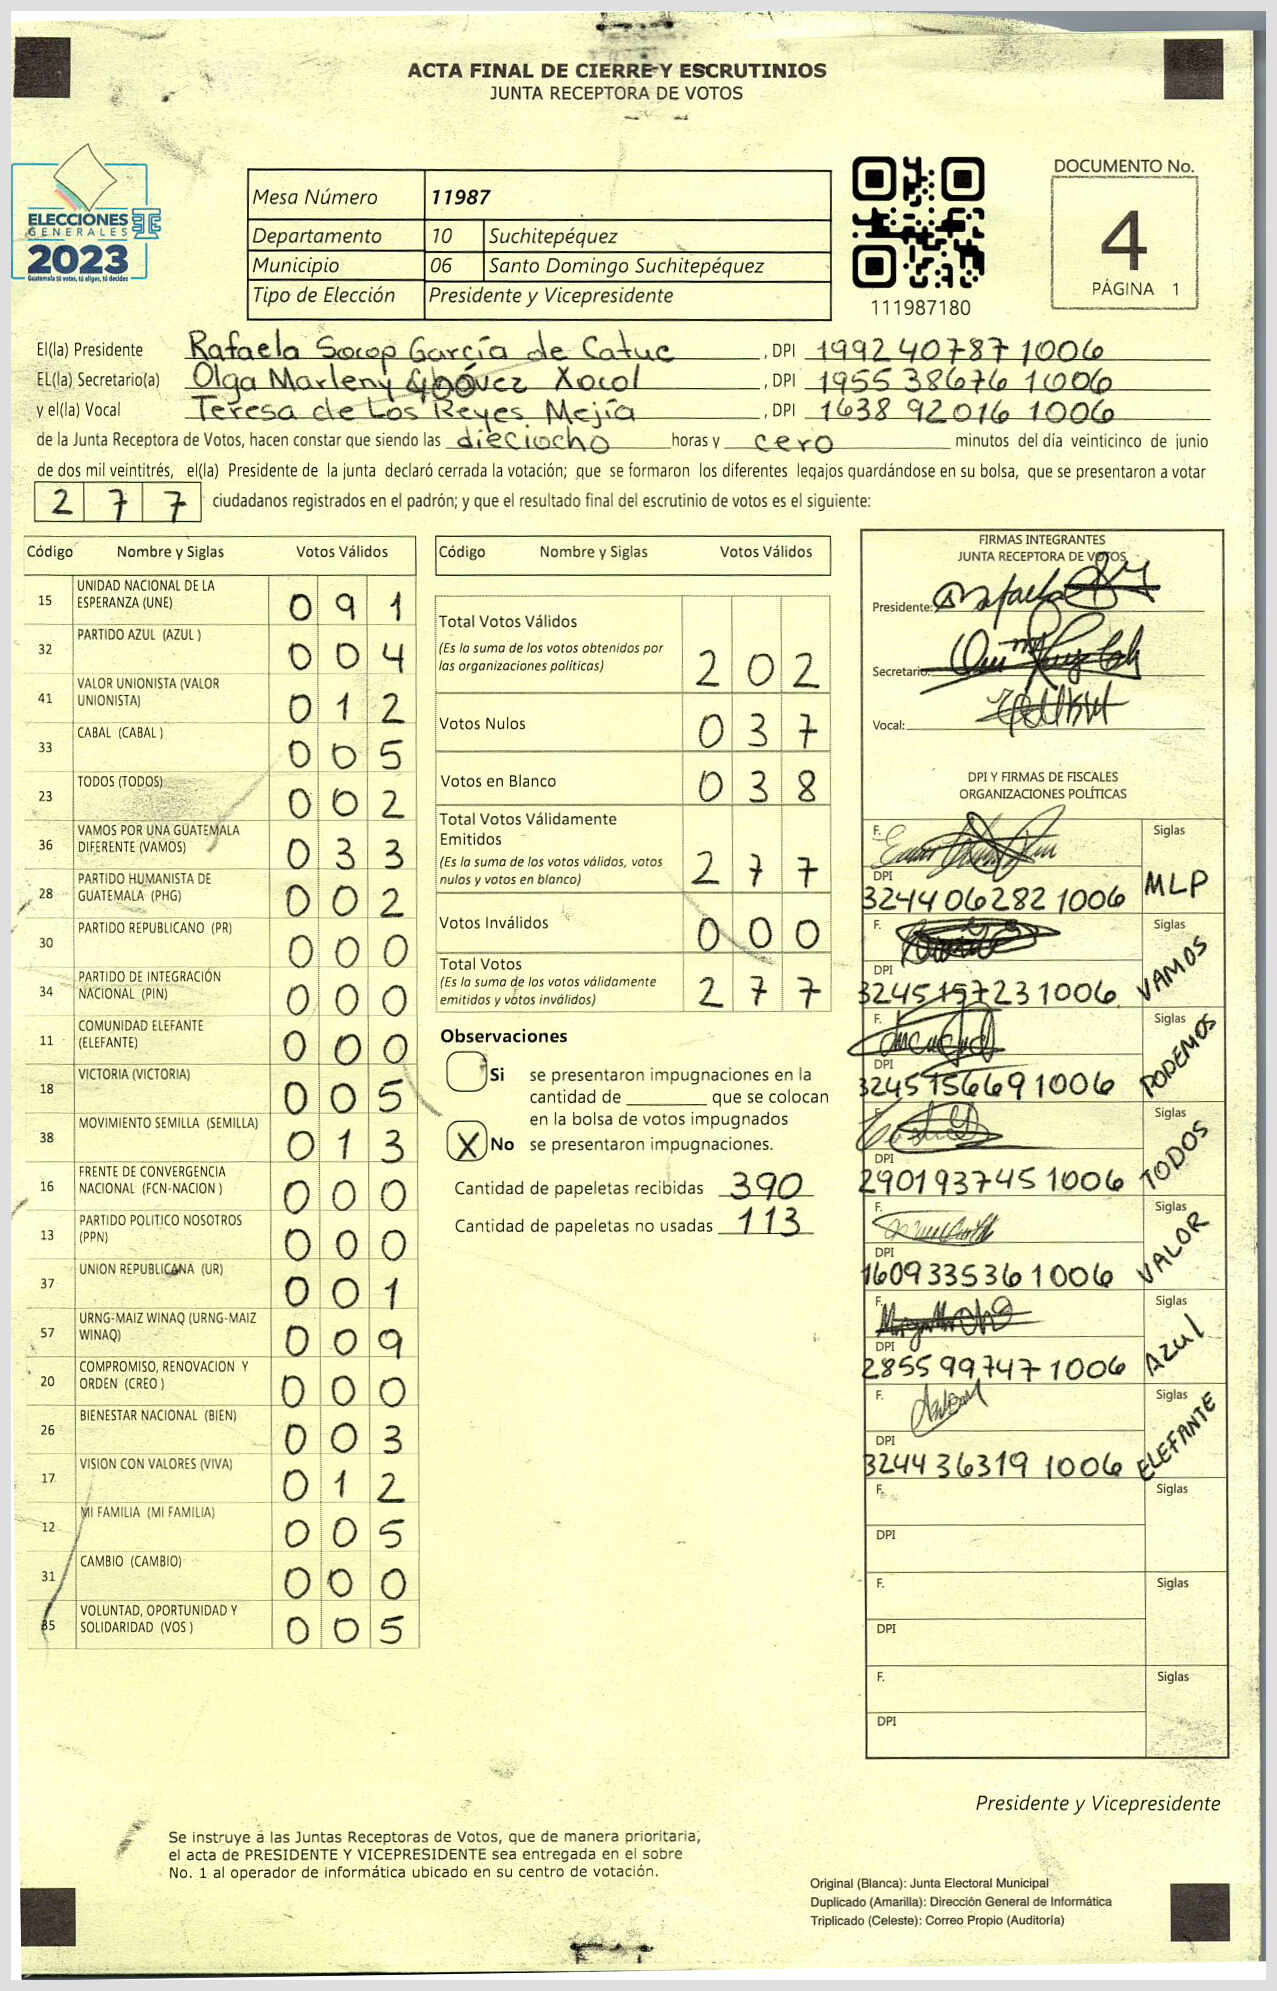 ACTA FINAL DE CIERRE Y ESCRUTINIOS
JUNTA RECEPTORA DE VOTOS
ELECCIONES
GENERALES
2023
Guatemala tú votes, tú eliges, tú decides
Mesa Número 11987
Departamento 10 Suchitepéquez
Municipio 06 Santo Domingo Suchitepéquez
Tipo de Elección Presidente y Vicepresidente
111987180
DOCUMENTO No.
4
PÁGINA 1
El(la) Presidente Rafaela Socop García de Catuc , DPI 1992 40787 1006
EL(la) Secretario(a) Olga Marleny Xocol , DPI 1955 38676 1006
y el(la) Vocal Teresa de Los Reyes Mejía , DPI 1638 92016 1006
de la Junta Receptora de Votos, hacen constar que siendo las dieciocho horas y cero minutos del día veinticinco de junio
de dos mil veintitrés, el(la) Presidente de la junta declaró cerrada la votación; que se formaron los diferentes legajos guardándose en su bolsa, que se presentaron a votar
2 7 7 ciudadanos registrados en el padrón; y que el resultado final del escrutinio de votos es el siguiente:
Código Nombre y Siglas Votos Válidos
15 UNIDAD NACIONAL DE LA ESPERANZA (UNE) 0 9 1
32 PARTIDO AZUL (AZUL ) 0 0 4
41 VALOR UNIONISTA (VALOR UNIONISTA) 0 1 2
33 CABAL (CABAL ) 0 0 5
23 TODOS (TODOS) 0 0 2
36 VAMOS POR UNA GUATEMALA DIFERENTE (VAMOS) 0 3 3
28 PARTIDO HUMANISTA DE GUATEMALA (PHG) 0 0 2
30 PARTIDO REPUBLICANO (PR) 0 0 0
34 PARTIDO DE INTEGRACIÓN NACIONAL (PIN) 0 0 0
11 COMUNIDAD ELEFANTE (ELEFANTE) 0 0 0
18 VICTORIA (VICTORIA) 0 0 5
38 MOVIMIENTO SEMILLA (SEMILLA) 0 1 3
16 FRENTE DE CONVERGENCIA NACIONAL (FCN-NACION ) 0 0 0
13 PARTIDO POLITICO NOSOTROS (PPN) 0 0 0
37 UNION REPUBLICANA (UR) 0 0 1
57 URNG-MAIZ WINAQ (URNG-MAIZ WINAQ) 0 0 9
20 COMPROMISO, RENOVACION Y ORDEN (CREO ) 0 0 0
26 BIENESTAR NACIONAL (BIEN) 0 0 3
17 VISION CON VALORES (VIVA) 0 1 2
12 MI FAMILIA (MI FAMILIA) 0 0 5
31 CAMBIO (CAMBIO) 0 0 0
35 VOLUNTAD, OPORTUNIDAD Y SOLIDARIDAD (VOS ) 0 0 5
Código Nombre y Siglas Votos Válidos
Total Votos Válidos
(Es la suma de los votos obtenidos por
las organizaciones políticas) 2 0 2
Votos Nulos 0 3 7
Votos en Blanco 0 3 8
Total Votos Válidamente
Emitidos
(Es la suma de los votos válidos, votos
nulos y votos en blanco) 2 7 7
Votos Inválidos 0 0 0
Total Votos
(Es la suma de los votos válidamente
emitidos y votos inválidos) 2 7 7
Observaciones
Si se presentaron impugnaciones en la
cantidad de ________ que se colocan
en la bolsa de votos impugnados
X No se presentaron impugnaciones.
Cantidad de papeletas recibidas 390
Cantidad de papeletas no usadas 113
FIRMAS INTEGRANTES
JUNTA RECEPTORA DE VOTOS
Presidente:
Secretario:
Vocal:
DPI Y FIRMAS DE FISCALES
ORGANIZACIONES POLÍTICAS
F. Siglas
DPI
3244 06282 1006 MLP
F. Siglas
DPI
3245 157231006 VAMOS
F. Siglas
DPI
3245 15669 1006 PODEMOS
F. Siglas
DPI
2901 93745 1006 TODOS
F. Siglas
DPI
1609 33536 1006 VALOR
F. Siglas
DPI
2855 99747 1006 AZUL
F. Siglas
DPI
3244 36319 1006 ELEFANTE
F. Siglas
DPI
F. Siglas
DPI
F. Siglas
DPI
Presidente y Vicepresidente
Se instruye a las Juntas Receptoras de Votos, que de manera prioritaria,
el acta de PRESIDENTE Y VICEPRESIDENTE sea entregada en el sobre
No. 1 al operador de informática ubicado en su centro de votación.
Original (Blanca): Junta Electoral Municipal
Duplicado (Amarilla): Dirección General de Informática
Triplicado (Celeste): Correo Propio (Auditoría)